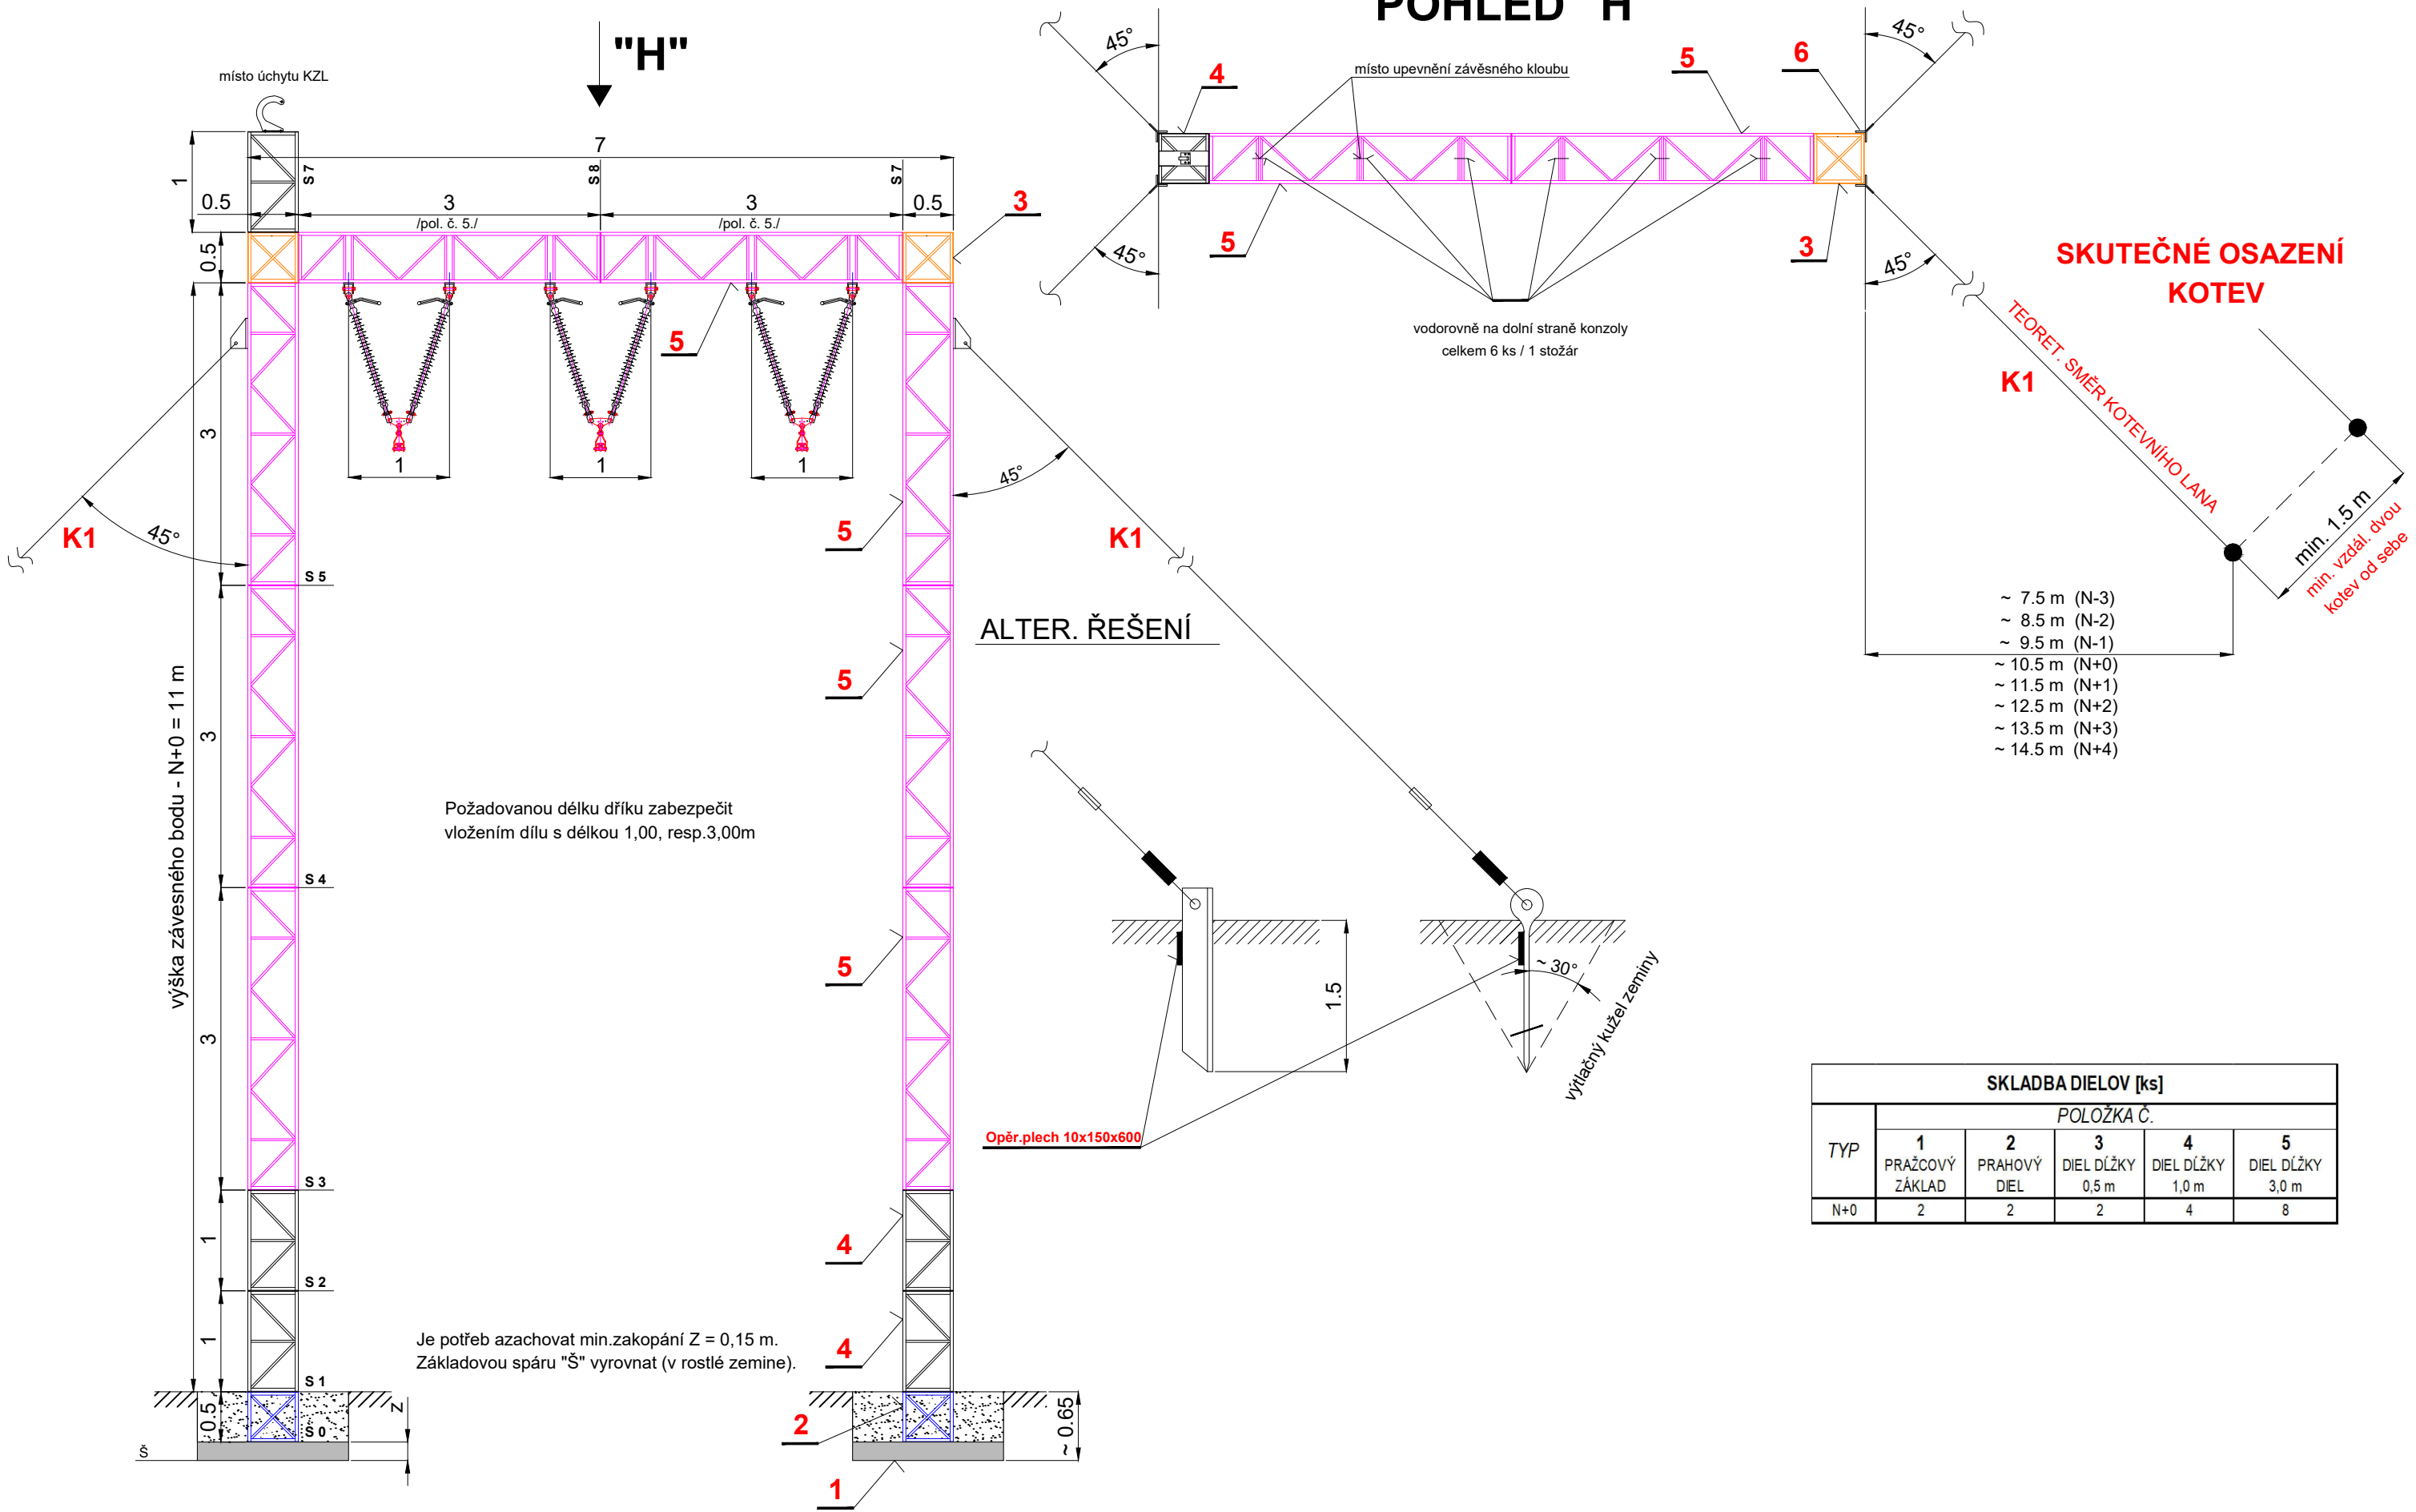 POHLED "H"
"H"
místo úchytu KZL
7
1
S 7
S 8
S 7
0.5
3
3
0.5
/pol. č. 5./
/pol. č. 5./
3
0.5
5
1
1
1
3
45°
K1
45°
K1
5
S 5
ALTER. ŘEŠENÍ
5
výška závesného bodu - N+0 = 11 m
3
Požadovanou délku dříku zabezpečit
vložením dílu s délkou 1,00, resp.3,00m
S 4
5
3
S 3
4
1
S 2
1
Je potřeb azachovat min.zakopání Z = 0,15 m.
Základovou spáru "Š" vyrovnat (v rostlé zemine).
4
S 1
0.5
S 0
Z
Š
2
~ 0.65
1
45°
4
místo upevnění závěsného kloubu
5
6
45°
45°
5
3
45°
vodorovně na dolní straně konzoly
celkem 6 ks / 1 stožár
SKUTEČNÉ OSAZENÍ
KOTEV
TEORET. SMĚR KOTEVNÍHO LANA
K1
min. 1.5 m
min. vzdál. dvou
kotev od sebe
~ 7.5 m (N-3)
~ 8.5 m (N-2)
~ 9.5 m (N-1)
~ 10.5 m (N+0)
~ 11.5 m (N+1)
~ 12.5 m (N+2)
~ 13.5 m (N+3)
~ 14.5 m (N+4)
1.5
~ 30°
výtlačný kužel zeminy
Opěr.plech 10x150x600
SKLADBA DIELOV [ks]
TYP
POLOŽKA Č.
1 2 3 4 5
PRAŽCOVÝ PRAHOVÝ DIEL DĹŽKY DIEL DĹŽKY DIEL DĹŽKY
ZÁKLAD DIEL 0,5 m 1,0 m 3,0 m
N+0 2 2 2 4 8